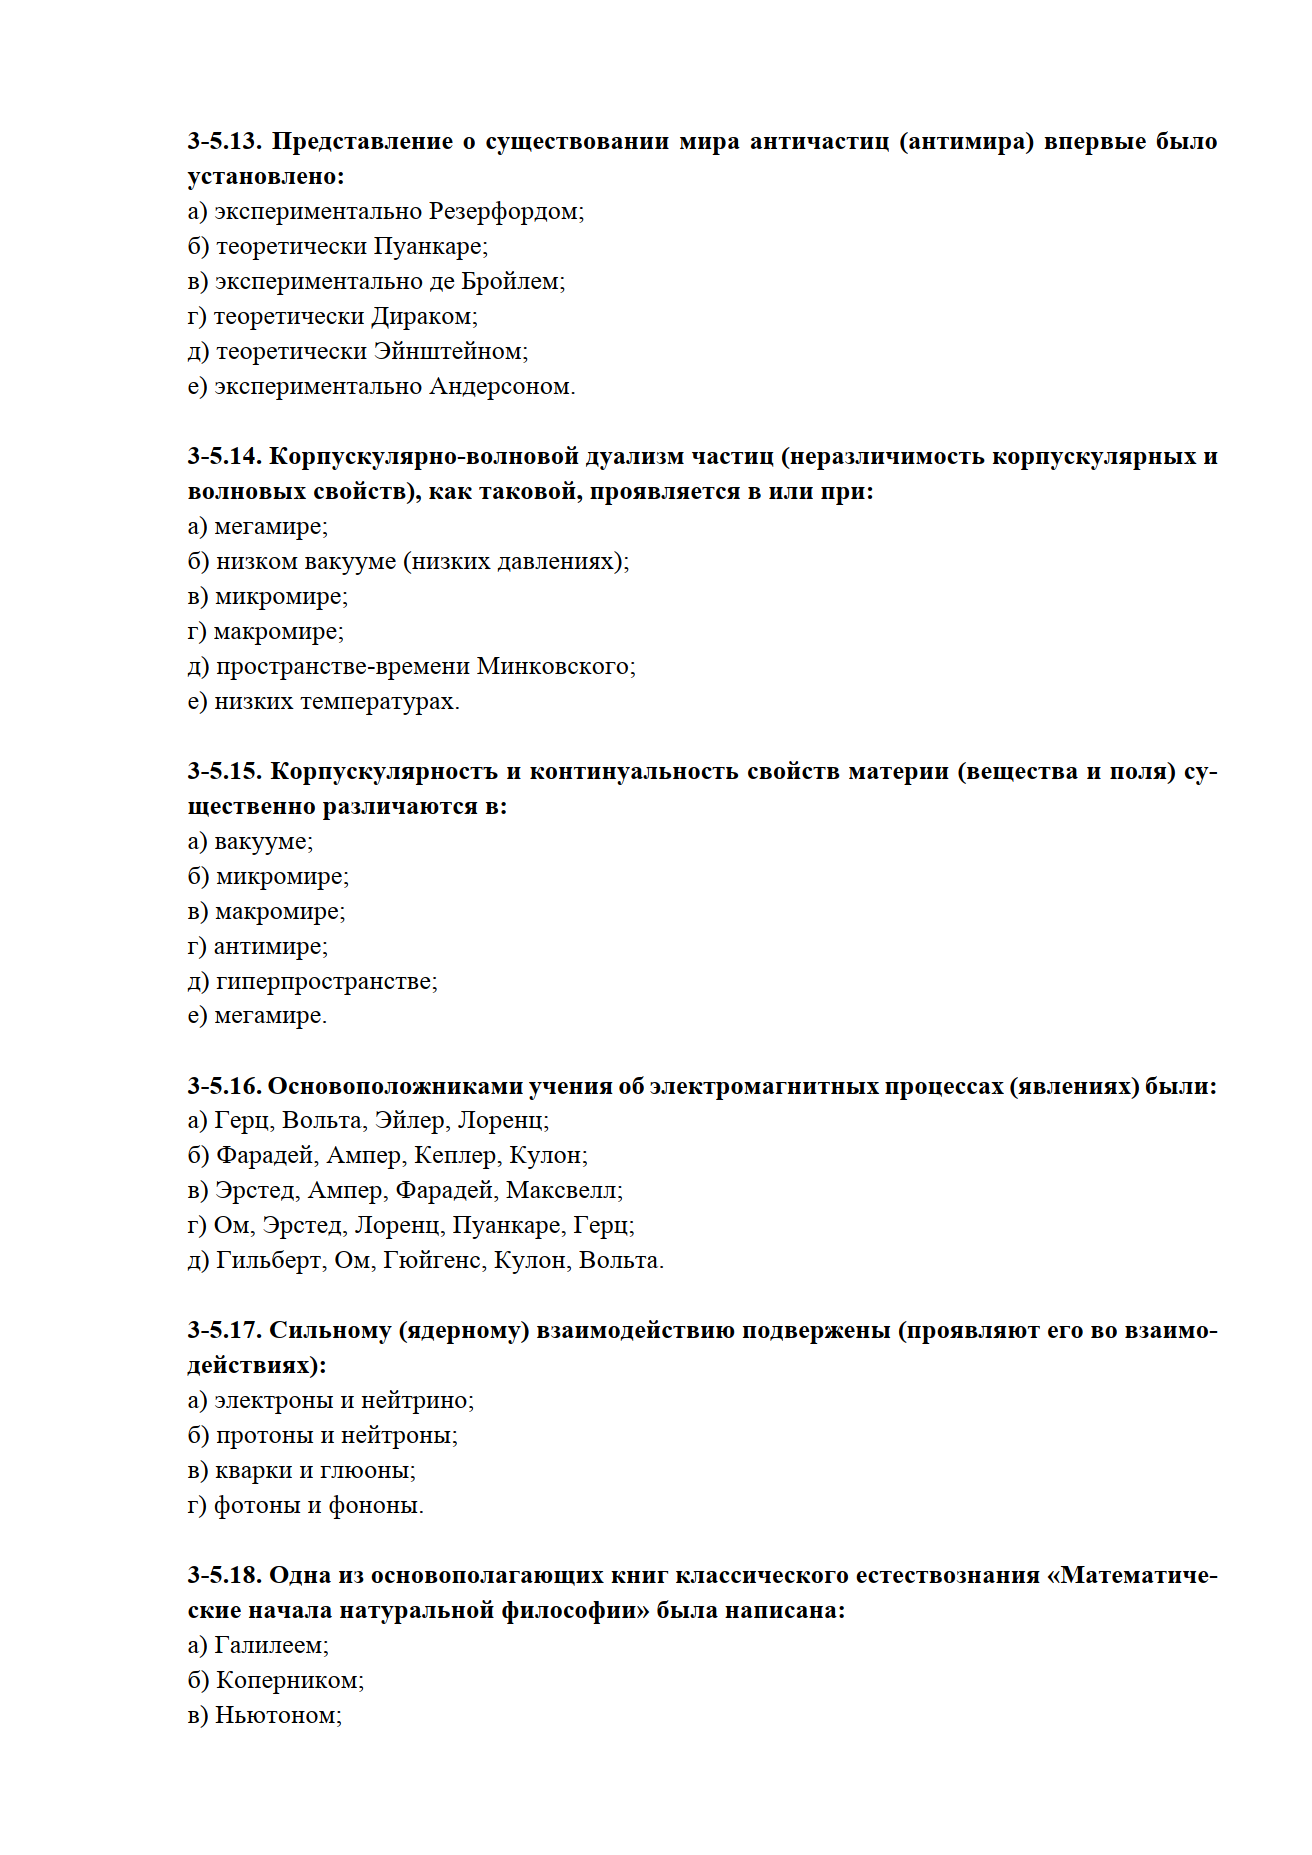 3-5.13. Представление о существовании мира античастиц (антимира) впервые было
установлено:
а) экспериментально Резерфордом;
б) теоретически Пуанкаре;
в) экспериментально де Бройлем;
г) теоретически Дираком;
д) теоретически Эйнштейном;
е) экспериментально Андерсоном.
3-5.14. Корпускулярно-волновой дуализм частиц (неразличимость корпускулярных и
волновых свойств), как таковой, проявляется в или при:
а) мегамире;
б) низком вакууме (низких давлениях);
в) микромире;
г) макромире;
д) пространстве-времени Минковского;
е) низких температурах.
3-5.15. Корпускулярностъ и континуальность свойств материи (вещества и поля) су-
щественно различаются в:
а) вакууме;
б) микромире;
в) макромире;
г) антимире;
д) гиперпространстве;
е) мегамире.
3-5.16. Основоположниками учения об электромагнитных процессах (явлениях) были:
а) Герц, Вольта, Эйлер, Лоренц;
б) Фарадей, Ампер, Кеплер, Кулон;
в) Эрстед, Ампер, Фарадей, Максвелл;
г) Ом, Эрстед, Лоренц, Пуанкаре, Герц;
д) Гильберт, Ом, Гюйгенс, Кулон, Вольта.
3-5.17. Сильному (ядерному) взаимодействию подвержены (проявляют его во взаимо-
действиях):
а) электроны и нейтрино;
б) протоны и нейтроны;
в) кварки и глюоны;
г) фотоны и фононы.
3-5.18. Одна из основополагающих книг классического естествознания «Математиче-
ские начала натуральной философии» была написана:
а) Галилеем;
б) Коперником;
в) Ньютоном;